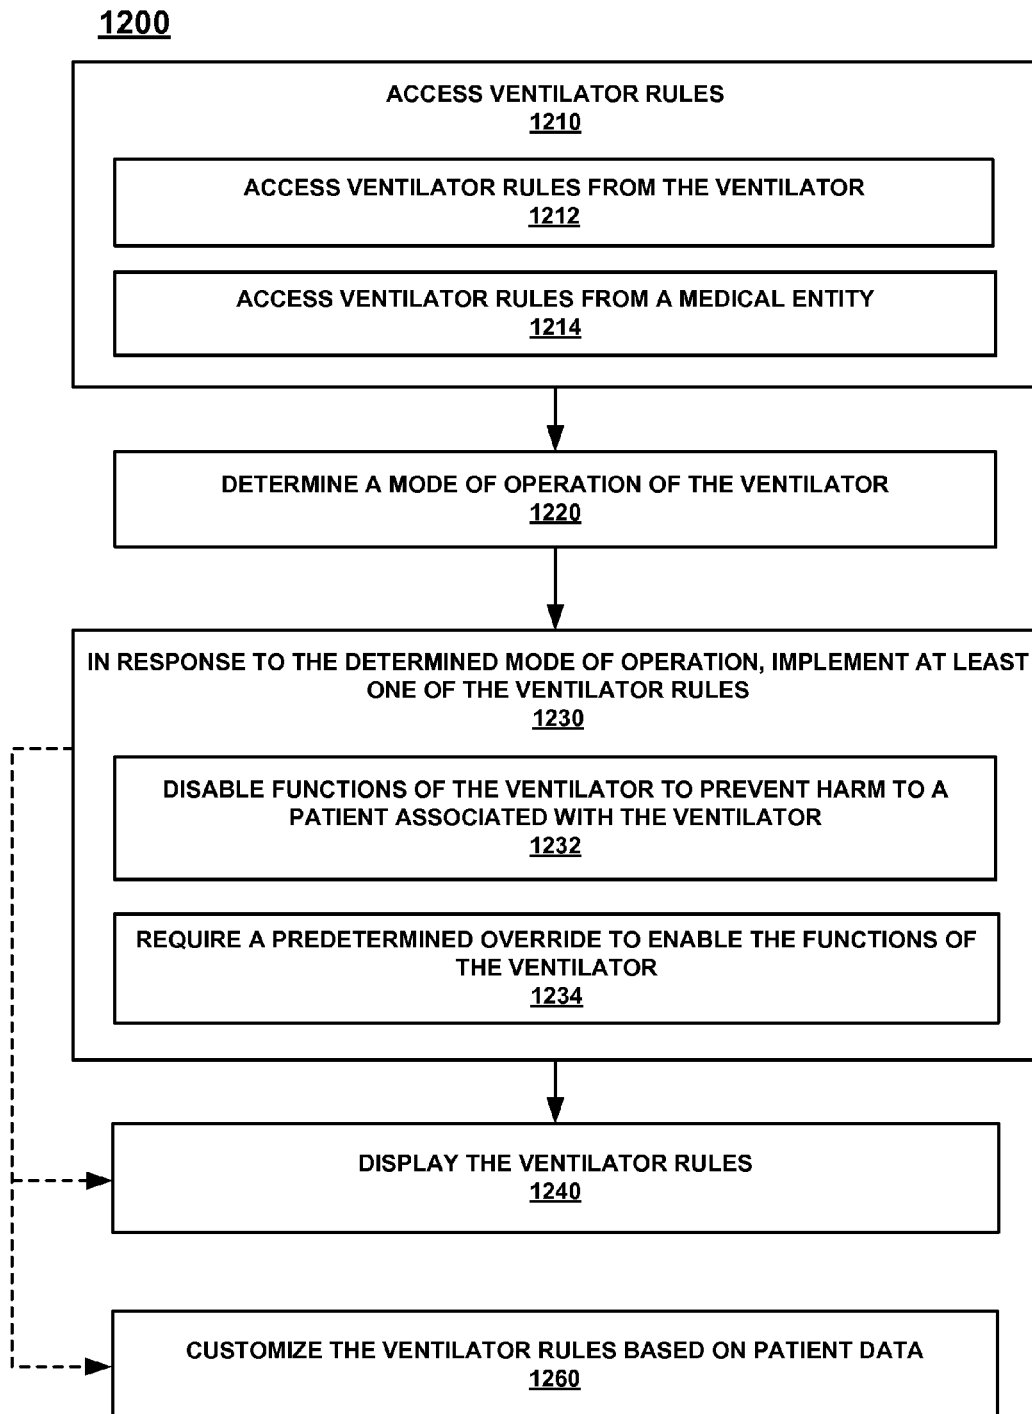 1200
ACCESS VENTILATOR RULES
1210
ACCESS VENTILATOR RULES FROM THE VENTILATOR
1212
ACCESS VENTILATOR RULES FROM A MEDICAL ENTITY
1214
DETERMINE A MODE OF OPERATION OF THE VENTILATOR
1220
IN RESPONSE TO THE DETERMINED MODE OF OPERATION, IMPLEMENT AT LEAST
ONE OF THE VENTILATOR RULES
1230
DISABLE FUNCTIONS OF THE VENTILATOR TO PREVENT HARM TO A
PATIENT ASSOCIATED WITH THE VENTILATOR
1232
REQUIRE A PREDETERMINED OVERRIDE TO ENABLE THE FUNCTIONS OF
THE VENTILATOR
1234
DISPLAY THE VENTILATOR RULES
1240
CUSTOMIZE THE VENTILATOR RULES BASED ON PATIENT DATA
1260